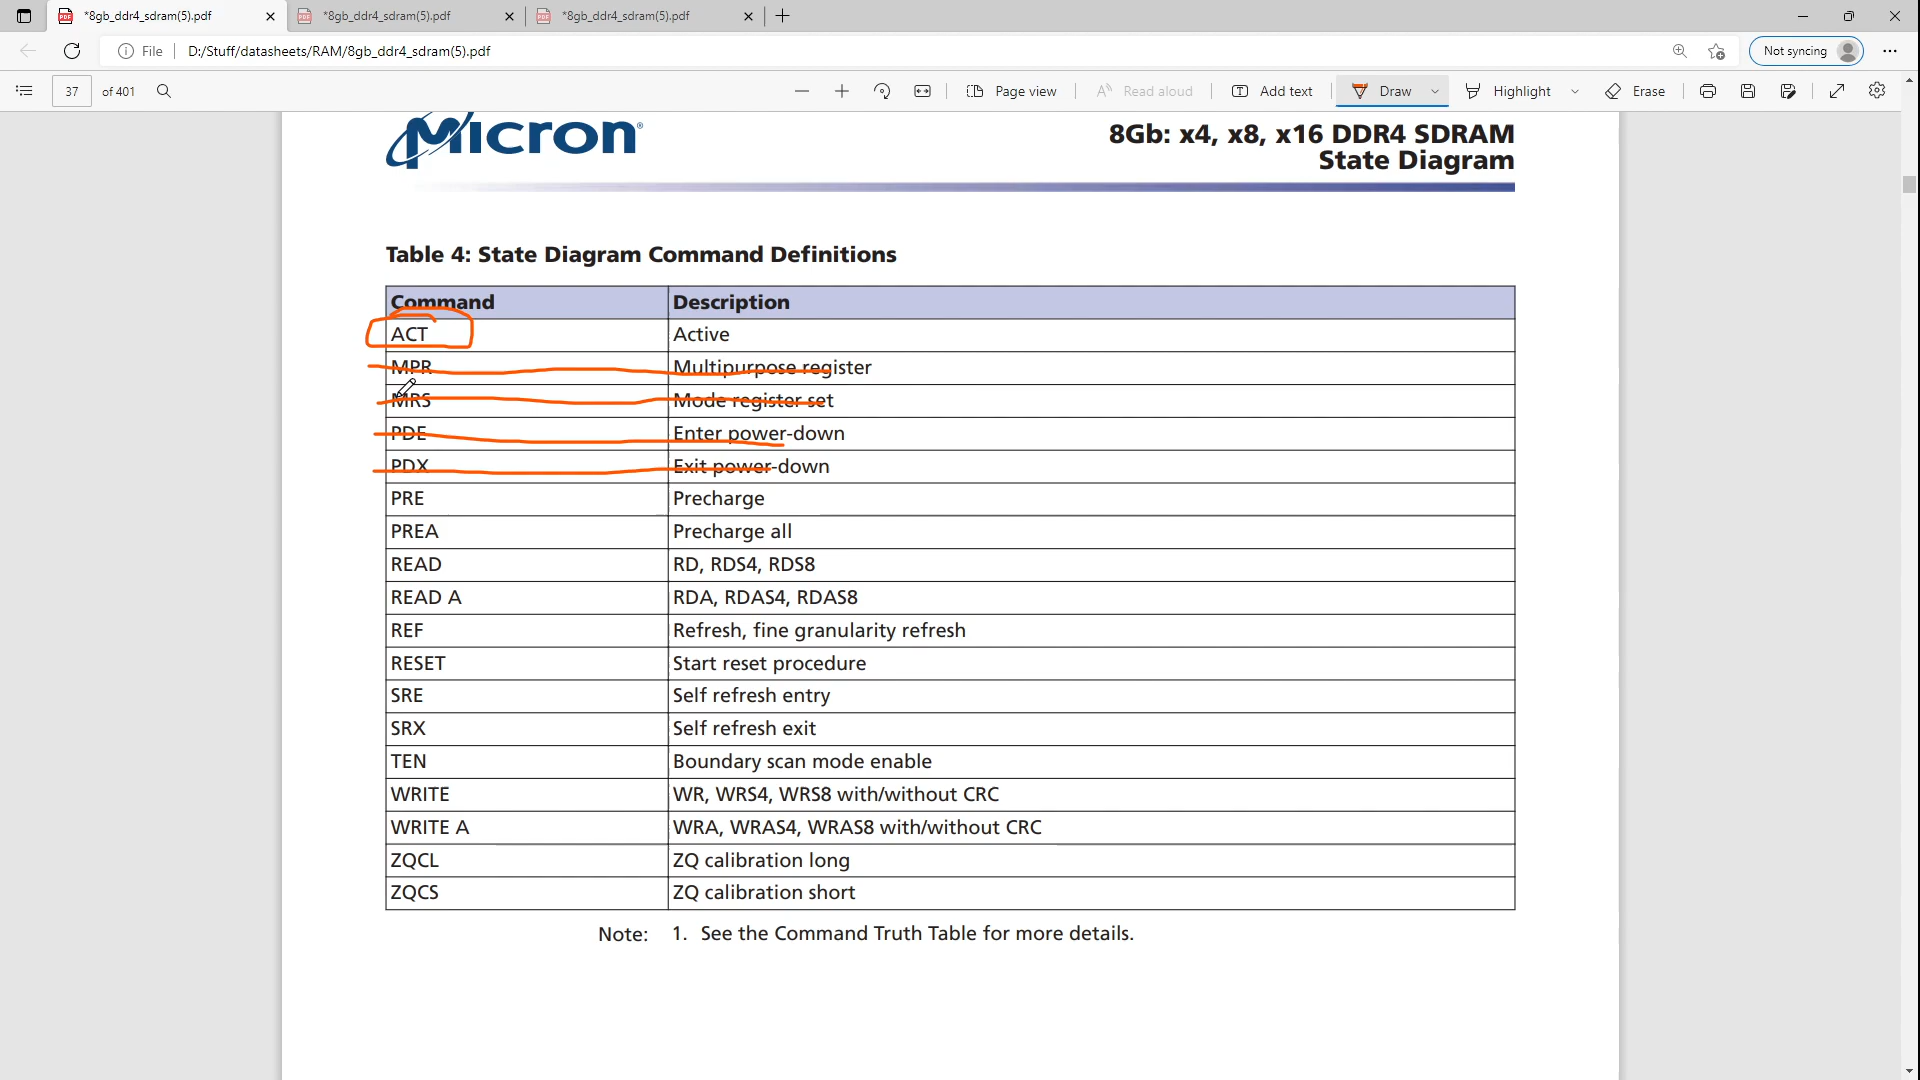 *8gb_ddr4_sdram(5).pdf
*8gb_ddr4_sdram(5).pdf
*8gb_ddr4_sdram(5).pdf
File D:/Stuff/datasheets/RAM/8gb_ddr4_sdram(5).pdf
Not syncing
37 of 401
Page view
Read aloud
Add text
Draw
Highlight
Erase
Micron®
8Gb: x4, x8, x16 DDR4 SDRAM
State Diagram
Table 4: State Diagram Command Definitions
Command Description
ACT Active
MPR Multipurpose register
MRS Mode register set
PDE Enter power-down
PDX Exit power-down
PRE Precharge
PREA Precharge all
READ RD, RDS4, RDS8
READ A RDA, RDAS4, RDAS8
REF Refresh, fine granularity refresh
RESET Start reset procedure
SRE Self refresh entry
SRX Self refresh exit
TEN Boundary scan mode enable
WRITE WR, WRS4, WRS8 with/without CRC
WRITE A WRA, WRAS4, WRAS8 with/without CRC
ZQCL ZQ calibration long
ZQCS ZQ calibration short
Note: 1. See the Command Truth Table for more details.